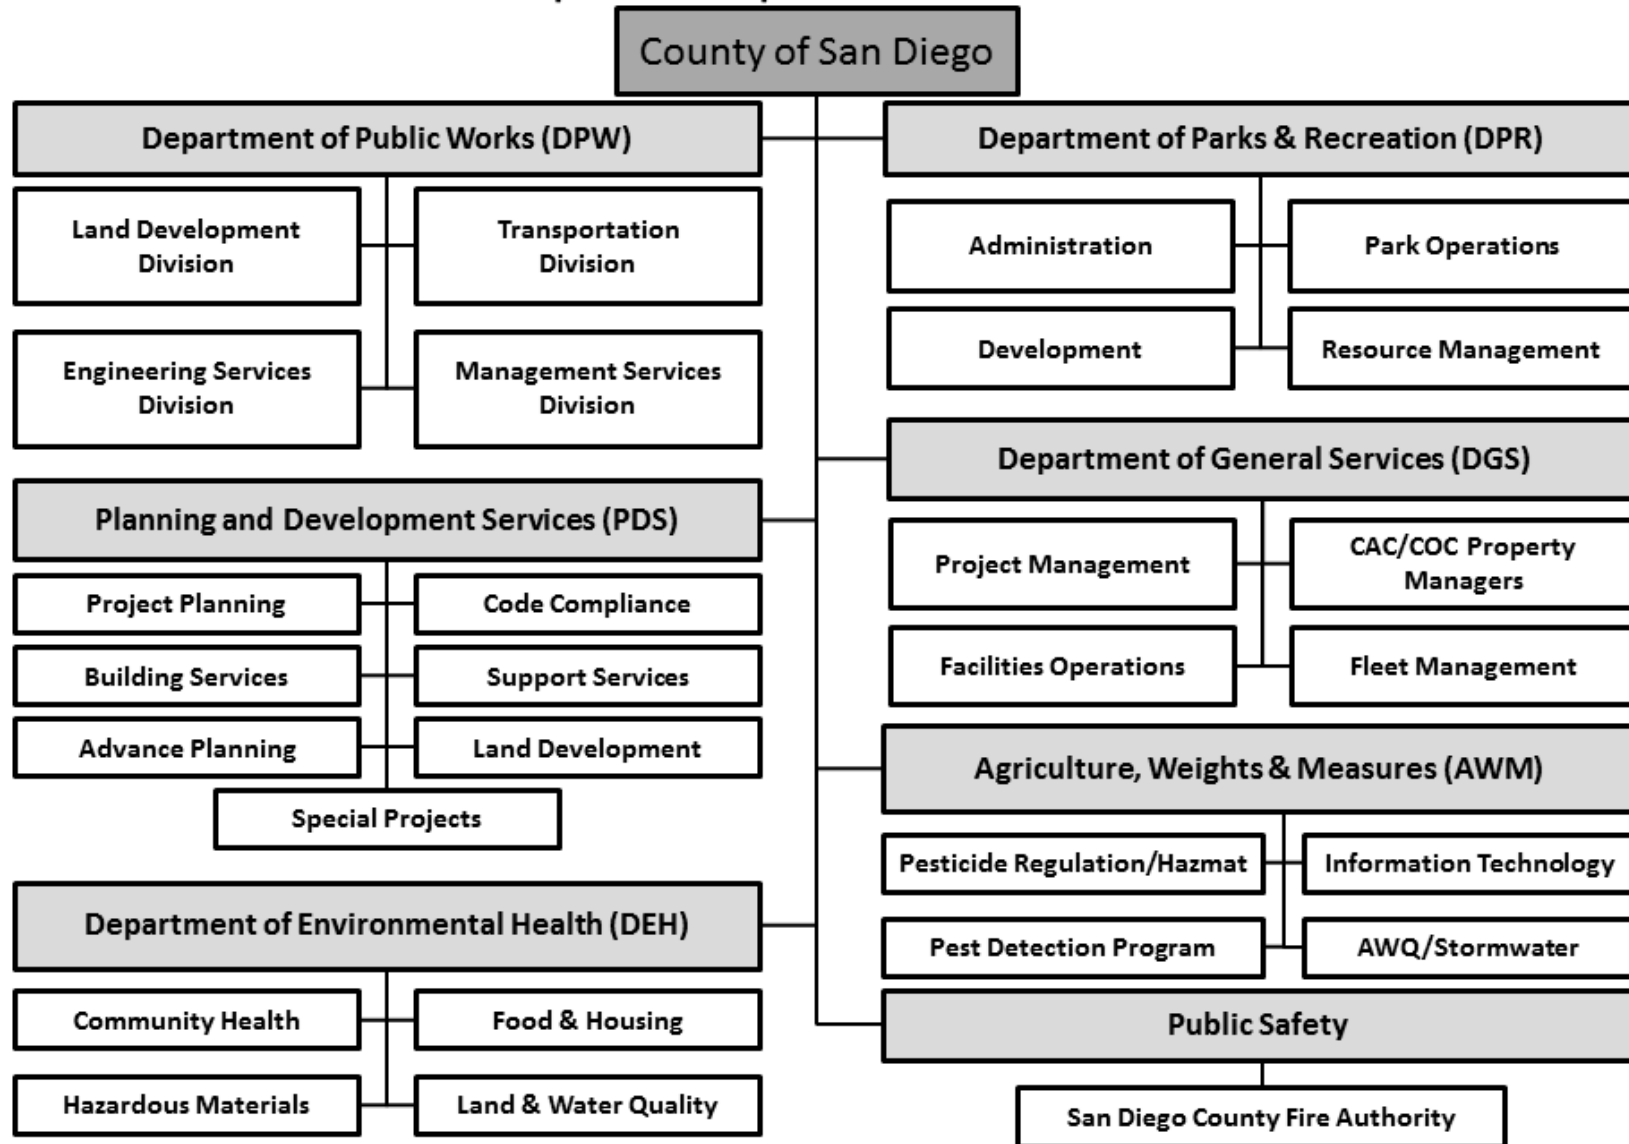 County of San Diego
Department of Public Works (DPW)
Land Development
Division
Transportation
Division
Engineering Services
Division
Management Services
Division
Planning and Development Services (PDS)
Project Planning
Code Compliance
Building Services
Support Services
Advance Planning
Land Development
Special Projects
Department of Environmental Health (DEH)
Community Health
Food & Housing
Hazardous Materials
Land & Water Quality
Department of Parks & Recreation (DPR)
Administration
Park Operations
Development
Resource Management
Department of General Services (DGS)
Project Management
CAC/COC Property
Managers
Facilities Operations
Fleet Management
Agriculture, Weights & Measures (AWM)
Pesticide Regulation/Hazmat
Information Technology
Pest Detection Program
AWQ/Stormwater
Public Safety
San Diego County Fire Authority